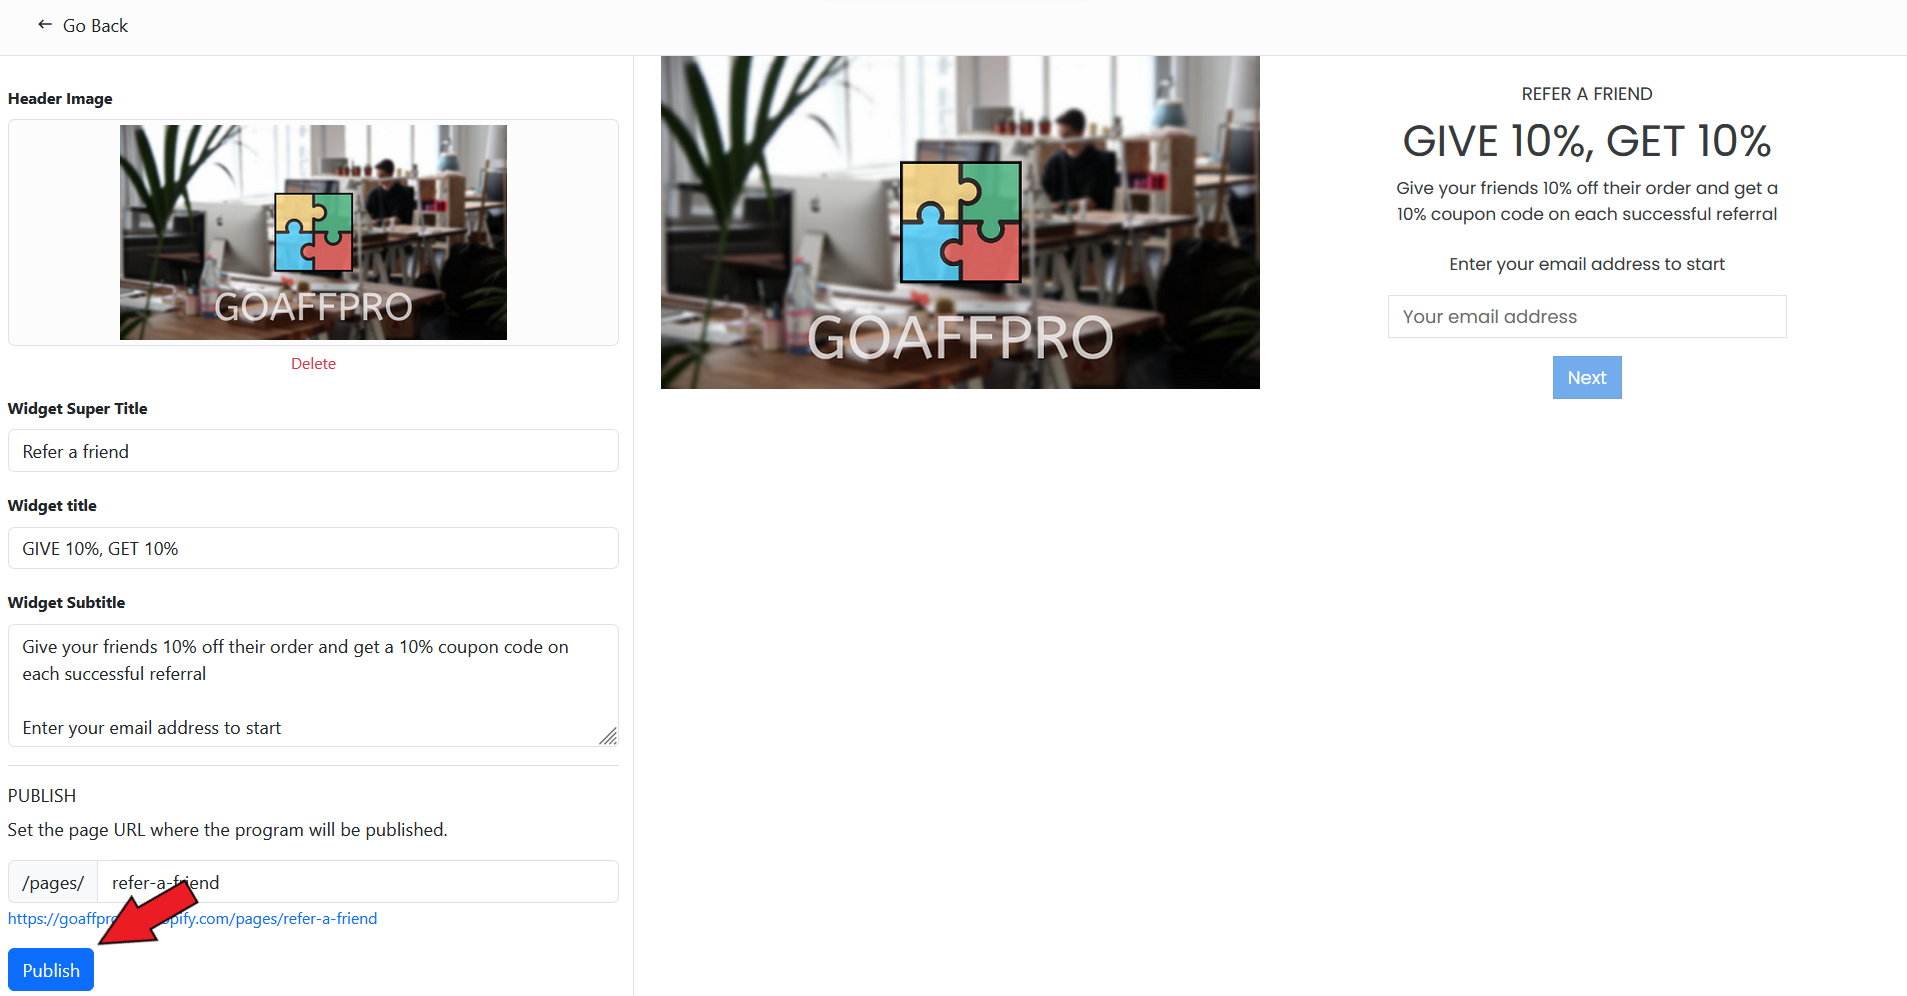 ← Go Back
Header Image
GOAFFPRO
Delete
Widget Super Title
Refer a friend
Widget title
GIVE 10%, GET 10%
Widget Subtitle
Give your friends 10% off their order and get a 10% coupon code on
each successful referral
Enter your email address to start
PUBLISH
Set the page URL where the program will be published.
/pages/ refer-a-friend
https://goaffpro pify.com/pages/refer-a-friend
Publish
GOAFFPRO
REFER A FRIEND
GIVE 10%, GET 10%
Give your friends 10% off their order and get a
10% coupon code on each successful referral
Enter your email address to start
Your email address
Next